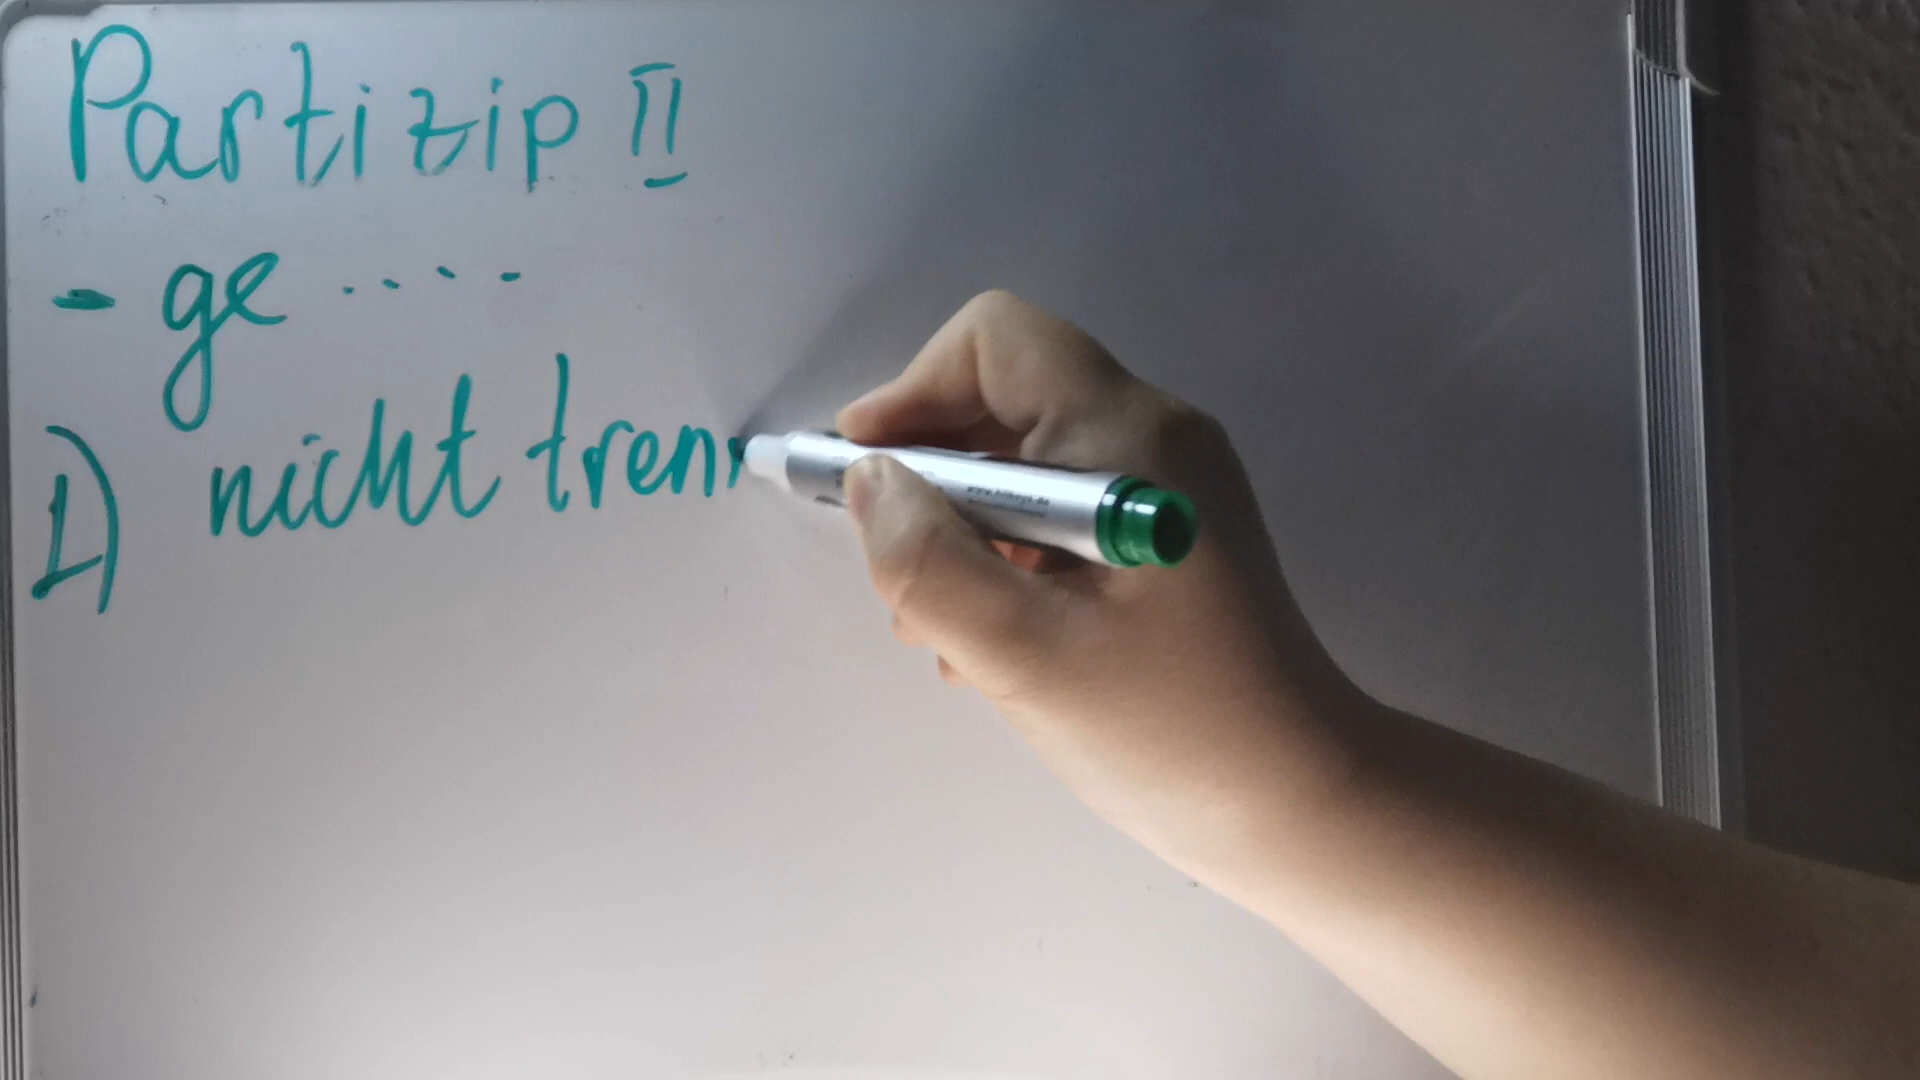 Partizip II
- ge ....
1) nicht tren